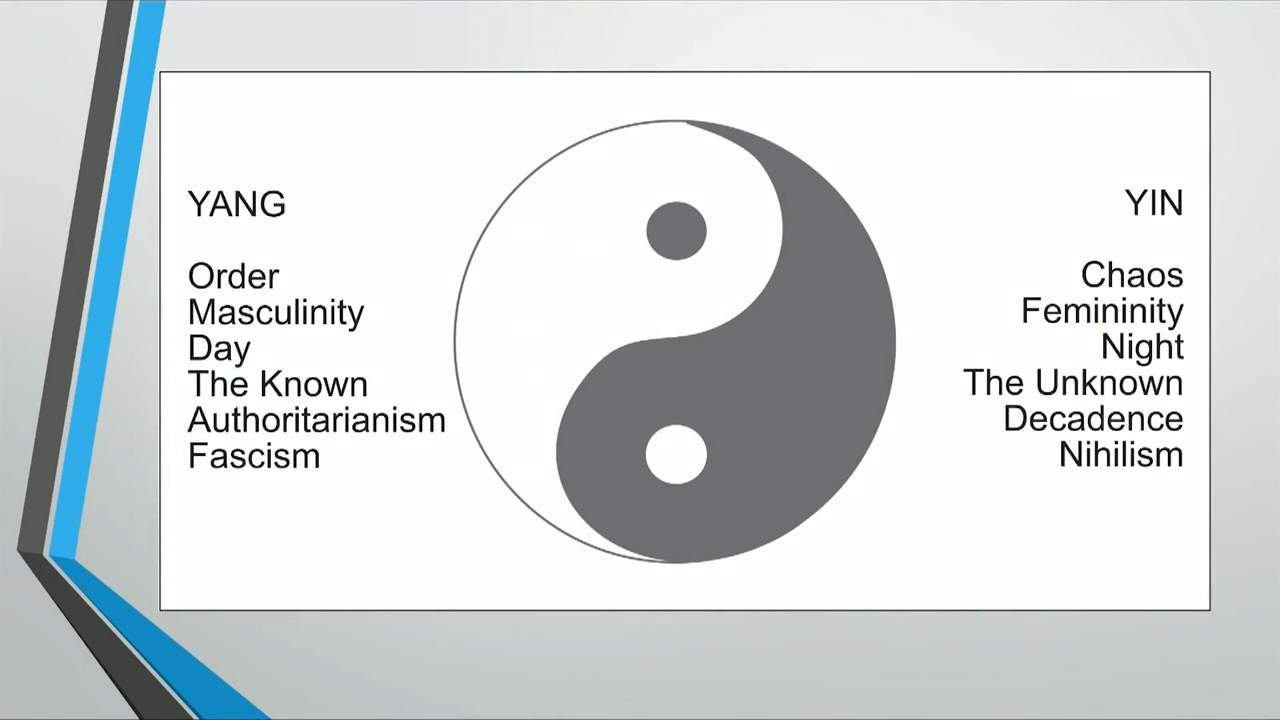 YANG
Order
Masculinity
Day
The Known
Authoritarianism
Fascism
YIN
Chaos
Femininity
Night
The Unknown
Decadence
Nihilism